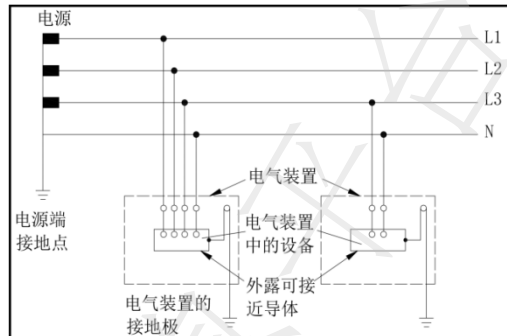 电源
L1
L2
L3
N
电气装置
电源端
接地点
电气装置
中的设备
外露可接
近导体
电气装置的
接地极